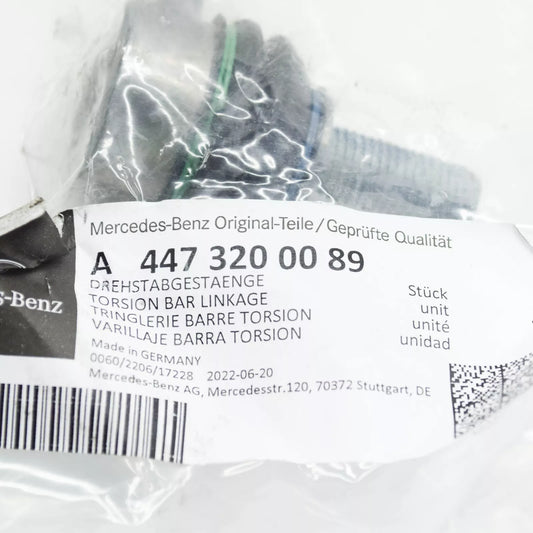 Mercedes-Benz Original-Teile/Geprüfte Qualität
A 447 320 00 89
DREHSTABGESTAENGE Stück
TORSION BAR LINKAGE unit
TRINGLERIE BARRE TORSION unité
VARILLAJE BARRA TORSION unidad
Made in GERMANY
0060/2206/17228 2022-06-20
Mercedes-Benz AG, Mercedesstr.120, 70372 Stuttgart, DE
s-Benz